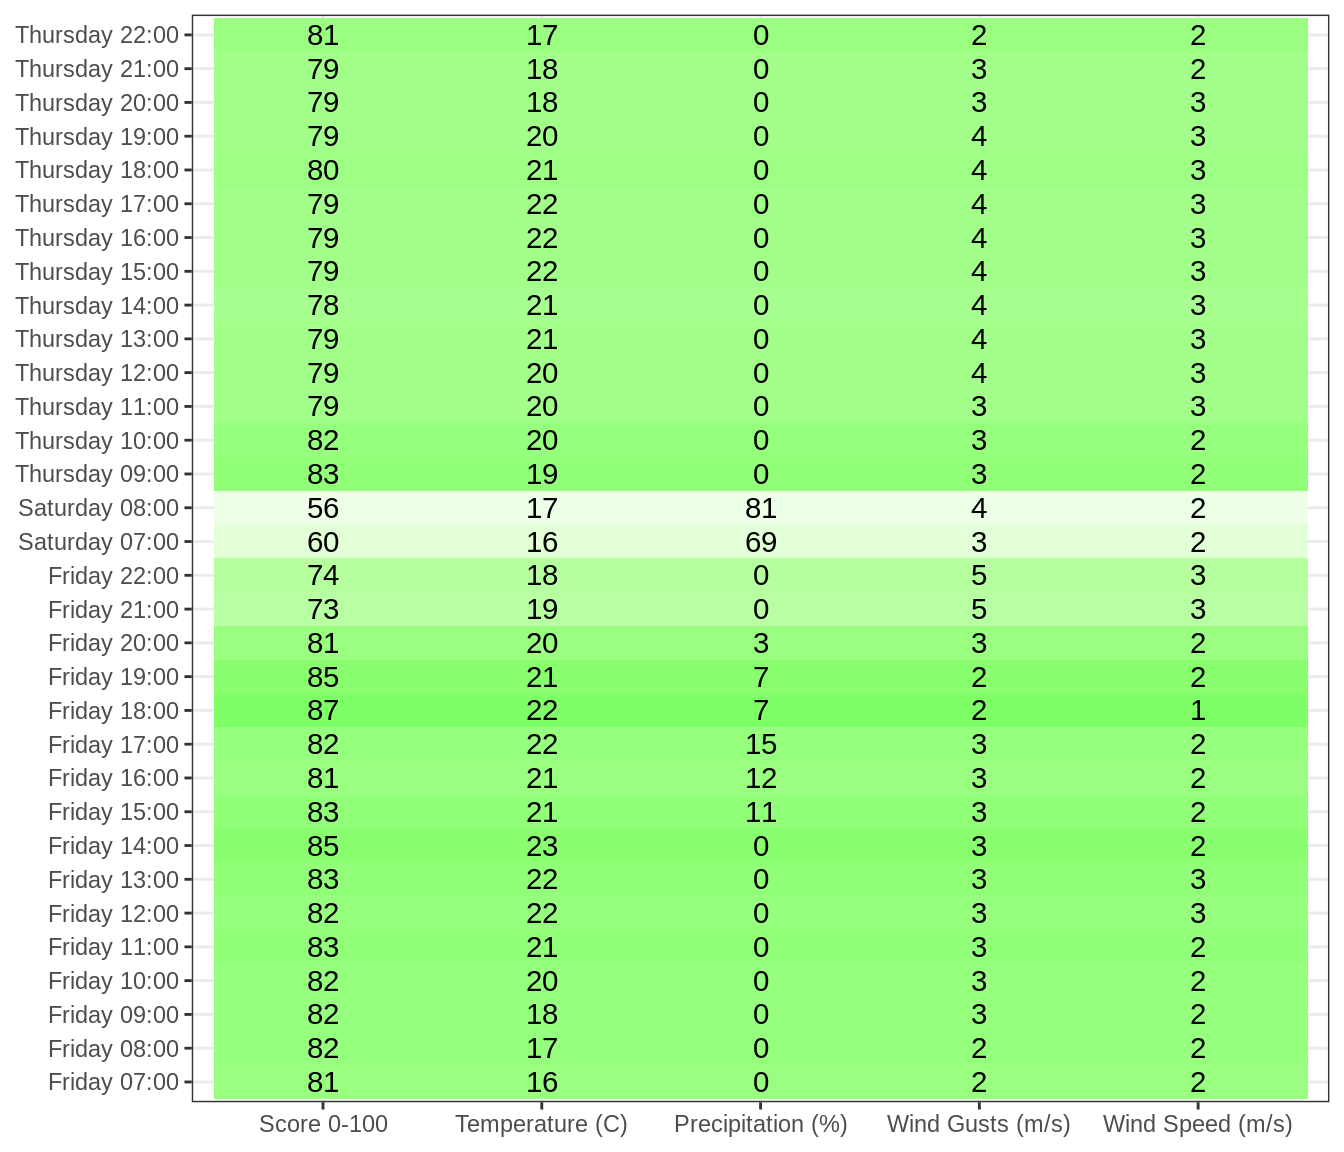 Thursday 22:00 81 17 0 2 2
Thursday 21:00 79 18 0 3 2
Thursday 20:00 79 18 0 3 3
Thursday 19:00 79 20 0 4 3
Thursday 18:00 80 21 0 4 3
Thursday 17:00 79 22 0 4 3
Thursday 16:00 79 22 0 4 3
Thursday 15:00 79 22 0 4 3
Thursday 14:00 78 21 0 4 3
Thursday 13:00 79 21 0 4 3
Thursday 12:00 79 20 0 4 3
Thursday 11:00 79 20 0 3 3
Thursday 10:00 82 20 0 3 2
Thursday 09:00 83 19 0 3 2
Saturday 08:00 56 17 81 4 2
Saturday 07:00 60 16 69 3 2
Friday 22:00 74 18 0 5 3
Friday 21:00 73 19 0 5 3
Friday 20:00 81 20 3 3 2
Friday 19:00 85 21 7 2 2
Friday 18:00 87 22 7 2 1
Friday 17:00 82 22 15 3 2
Friday 16:00 81 21 12 3 2
Friday 15:00 83 21 11 3 2
Friday 14:00 85 23 0 3 2
Friday 13:00 83 22 0 3 3
Friday 12:00 82 22 0 3 3
Friday 11:00 83 21 0 3 2
Friday 10:00 82 20 0 3 2
Friday 09:00 82 18 0 3 2
Friday 08:00 82 17 0 2 2
Friday 07:00 81 16 0 2 2
Score 0-100 Temperature (C) Precipitation (%) Wind Gusts (m/s) Wind Speed (m/s)